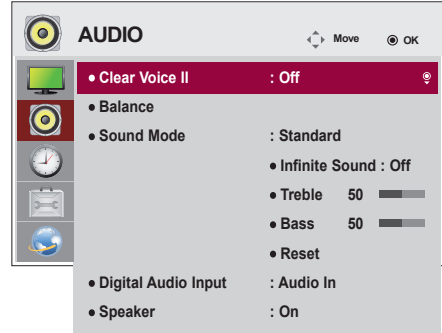 AUDIO Move OK
• Clear Voice II : Off
• Balance
• Sound Mode : Standard
• Infinite Sound : Off
• Treble 50
• Bass 50
• Reset
• Digital Audio Input : Audio In
• Speaker : On